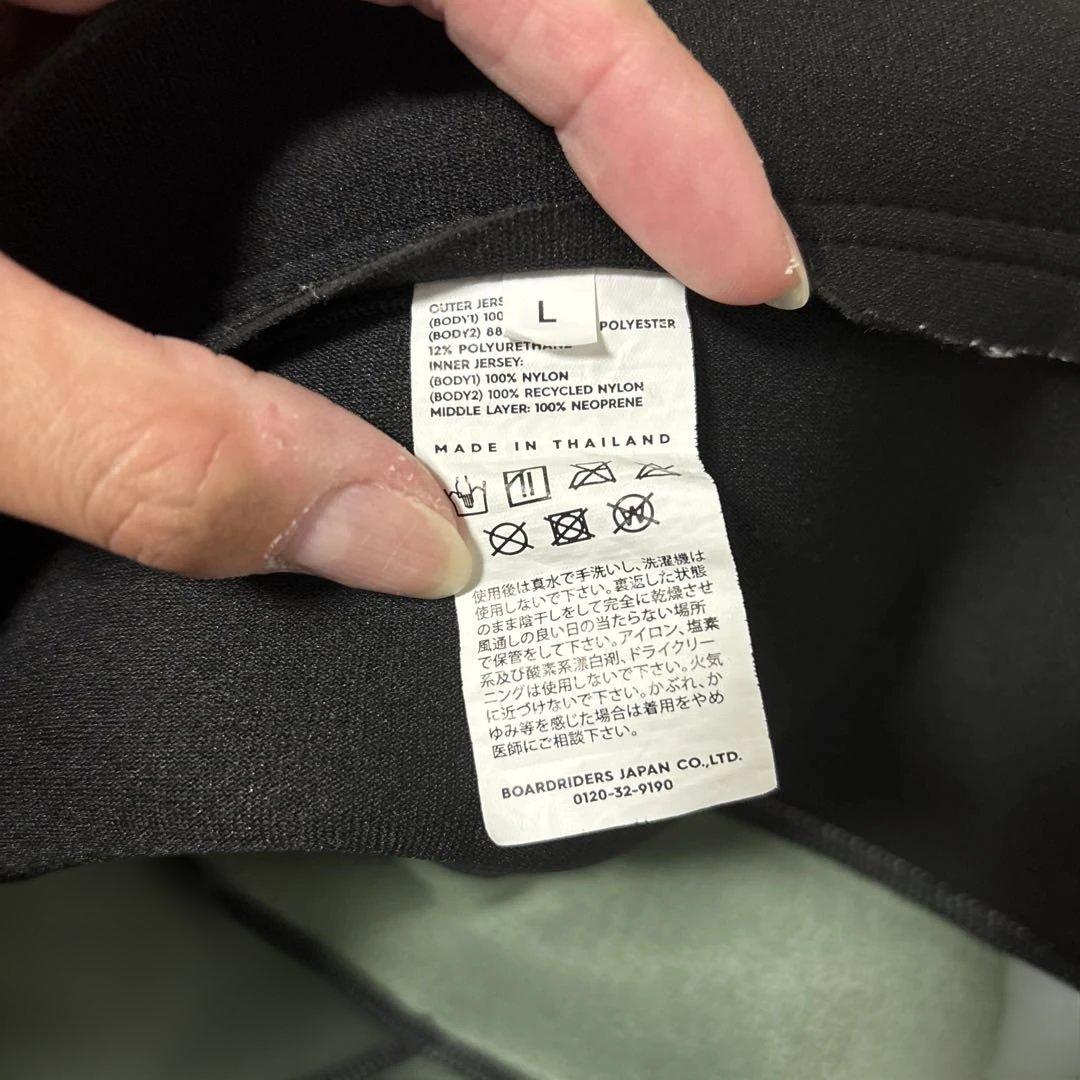 L
OUTER JERS
(BODY1) 100
(BODY2) 88 POLYESTER
12% POLYURETHANE
INNER JERSEY:
(BODY1) 100% NYLON
(BODY2) 100% RECYCLED NYLON
MIDDLE LAYER: 100% NEOPRENE
MADE IN THAILAND
W
使用後は真水で手洗いし、洗濯機は
使用しないで下さい。裏返した状態
のまま陰干しをして完全に乾燥させ
風通しの良い日の当たらない場所
で保管をして下さい。アイロン、塩素
系及び酸素系漂白剤、ドライクリー
ニングは使用しないで下さい。火気
に近づけないで下さい。かぶれ、か
ゆみ等を感じた場合は着用をやめ
医師にご相談下さい。
BOARDRIDERS JAPAN CO.,LTD.
0120-32-9190